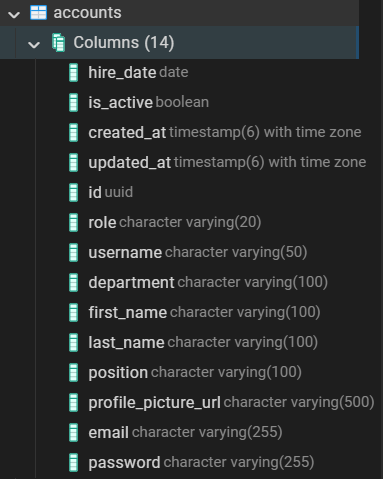 accounts
Columns (14)
hire_date date
is_active boolean
created_at timestamp(6) with time zone
updated_at timestamp(6) with time zone
id uuid
role character varying(20)
username character varying(50)
department character varying(100)
first_name character varying(100)
last_name character varying(100)
position character varying(100)
profile_picture_url character varying(500)
email character varying(255)
password character varying(255)